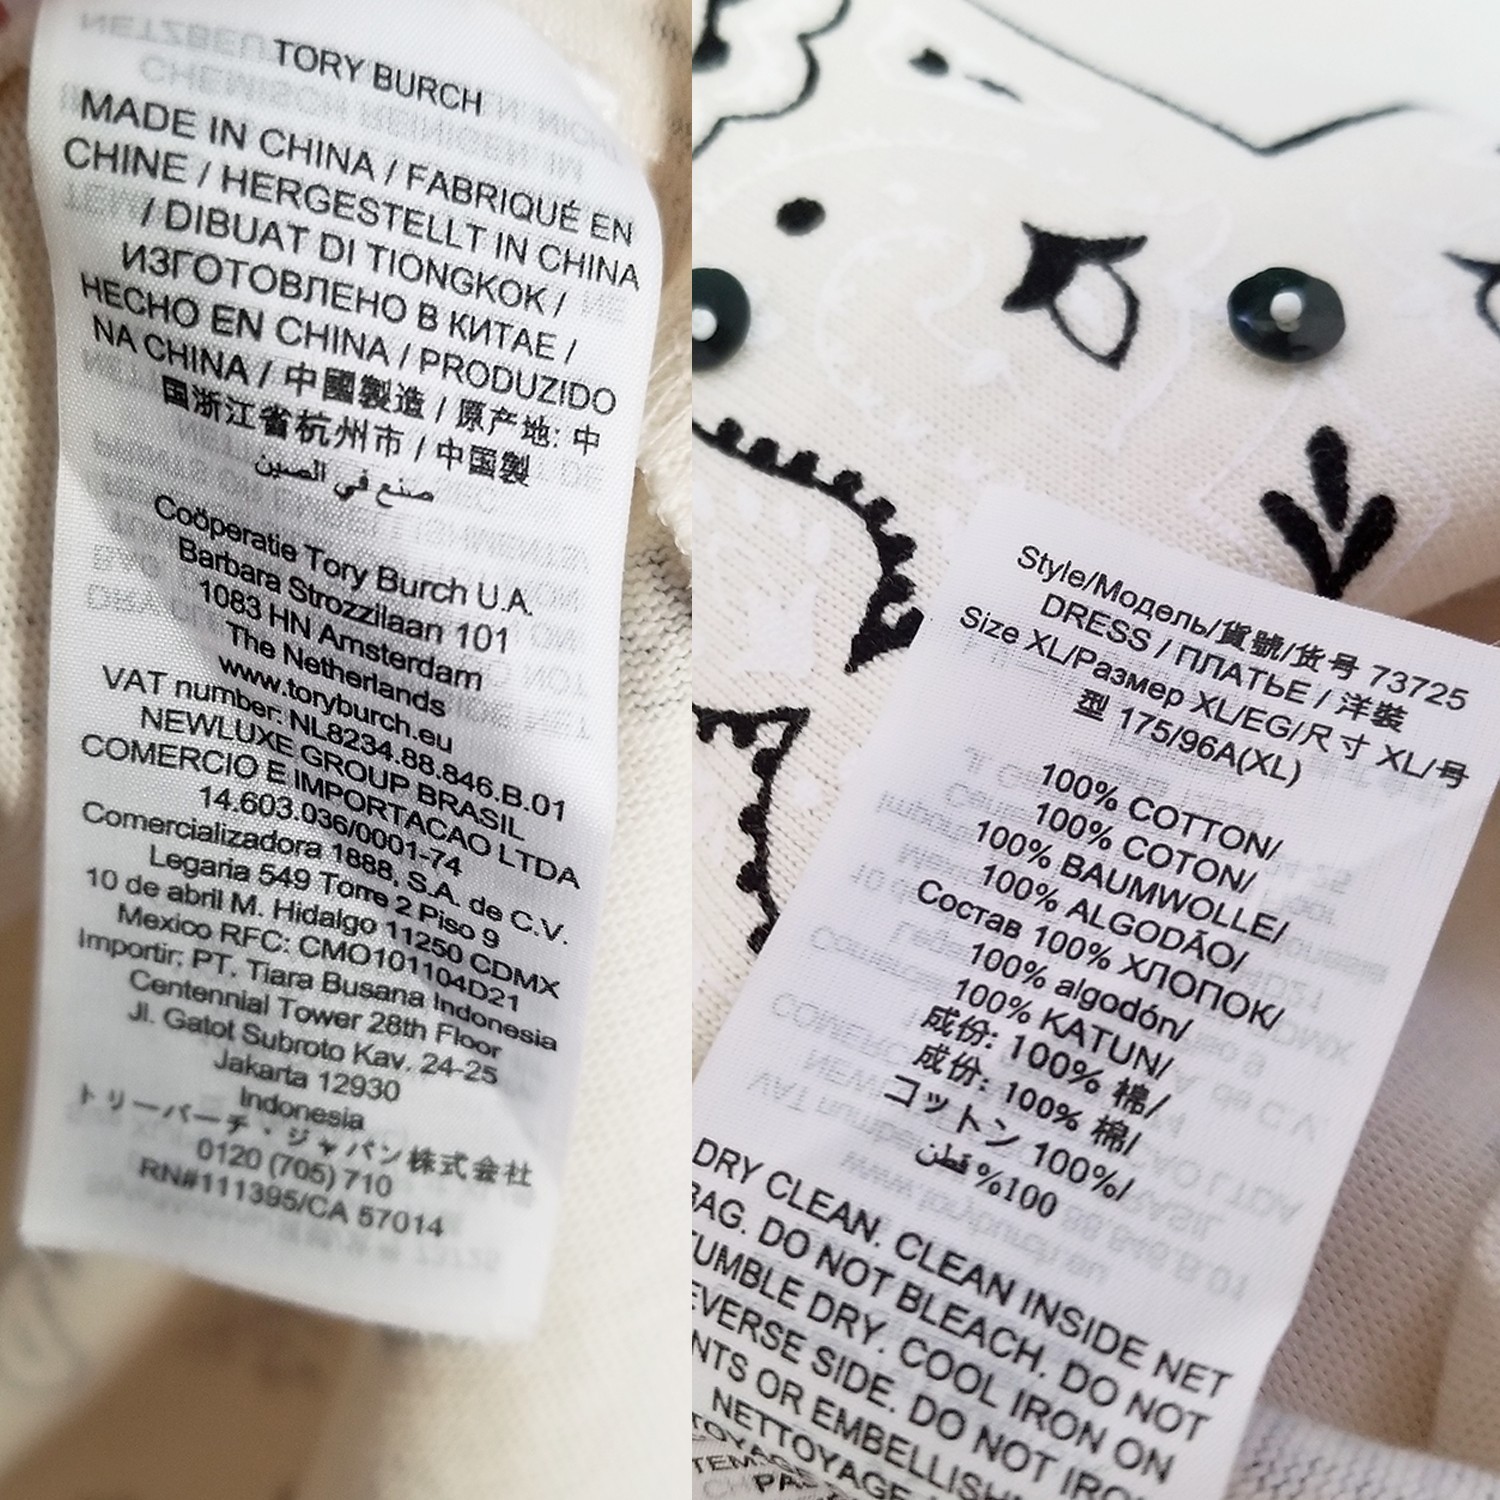 TORY BURCH
MADE IN CHINA / FABRIQUÉ EN
CHINE / HERGESTELLT IN CHINA
/ DIBUAT DI TIONGKOK /
ИЗГОТОВЛЕНО В КИТАЕ /
HECHO EN CHINA / PRODUZIDO
NA CHINA / 中國製造 / 原产地: 中
国浙江省杭州市 / 中国製
صنع في الصين
Coöperatie Tory Burch U.A.
Barbara Strozzilaan 101
1083 HN Amsterdam
The Netherlands
www.toryburch.eu
VAT number: NL8234.88.846.B.01
NEWLUXE GROUP BRASIL
COMERCIO E IMPORTACAO LTDA
14.603.036/0001-74
Comercializadora 1888, S.A. de C.V.
Legaria 549 Torre 2 Piso 9
10 de abril M. Hidalgo 11250 CDMX
Mexico RFC: CMO101104D21
Importir: PT. Tiara Busana Indonesia
Centennial Tower 28th Floor
Jl. Gatot Subroto Kav. 24-25
Jakarta 12930
Indonesia
トリーバーチ・ジャパン株式会社
0120 (705) 710
RN#111395/CA 57014
Style/Модель/貨號/货号 73725
DRESS / ПЛАТЬЕ / 洋裝
Size XL/Размер XL/EG/尺寸 XL/号
型 175/96A(XL)
100% COTTON/
100% COTON/
100% BAUMWOLLE/
100% ALGODÃO/
Состав 100% ХЛОПОК/
100% algodón/
100% KATUN/
成份: 100% 棉/
成份: 100% 棉/
コットン 100%/
100% قطن
DRY CLEAN. CLEAN INSIDE NET
BAG. DO NOT BLEACH. DO NOT
TUMBLE DRY. COOL IRON ON
REVERSE SIDE. DO NOT IRON
OR EMBELLISH
NETTOYAGE